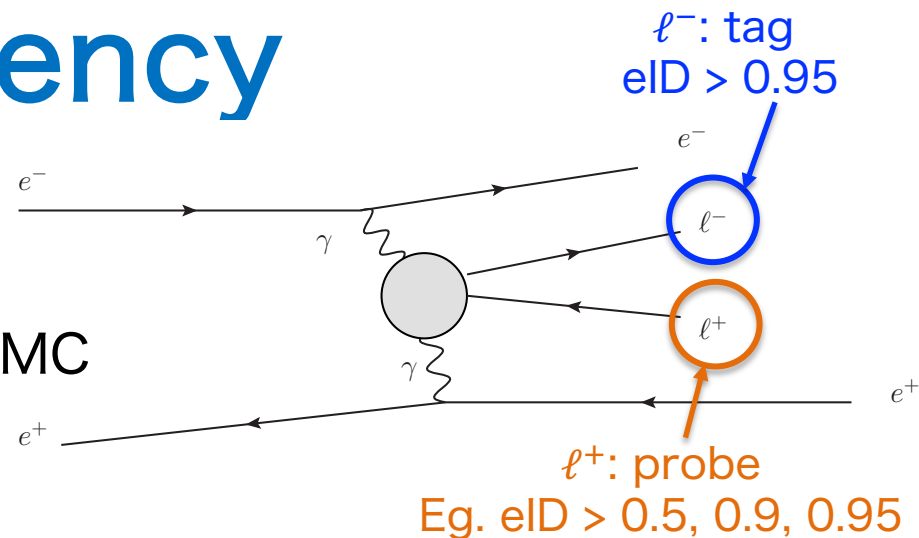 ency
ℓ⁻: tag
eID > 0.95
e⁻
e⁻
γ
ℓ⁻
ℓ⁺
MC
γ
e⁺
e⁺
ℓ⁺: probe
Eg. eID > 0.5, 0.9, 0.95